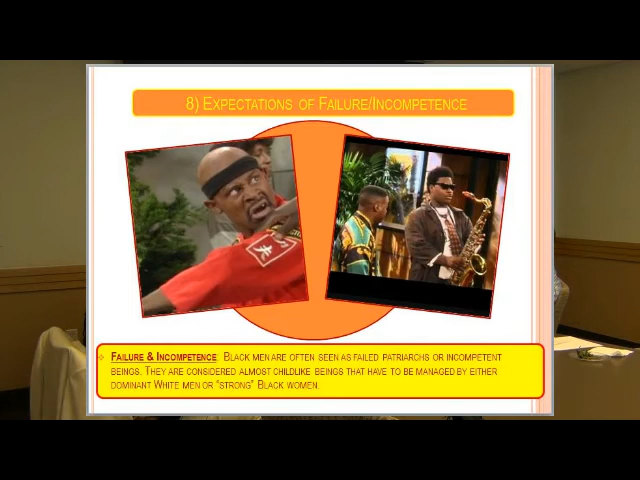 8) EXPECTATIONS OF FAILURE/INCOMPETENCE
FAILURE & INCOMPETENCE: BLACK MEN ARE OFTEN SEEN AS FAILED PATRIARCHS OR INCOMPETENT
BEINGS. THEY ARE CONSIDERED ALMOST CHILDLIKE BEINGS THAT HAVE TO BE MANAGED BY EITHER
DOMINANT WHITE MEN OR "STRONG" BLACK WOMEN.